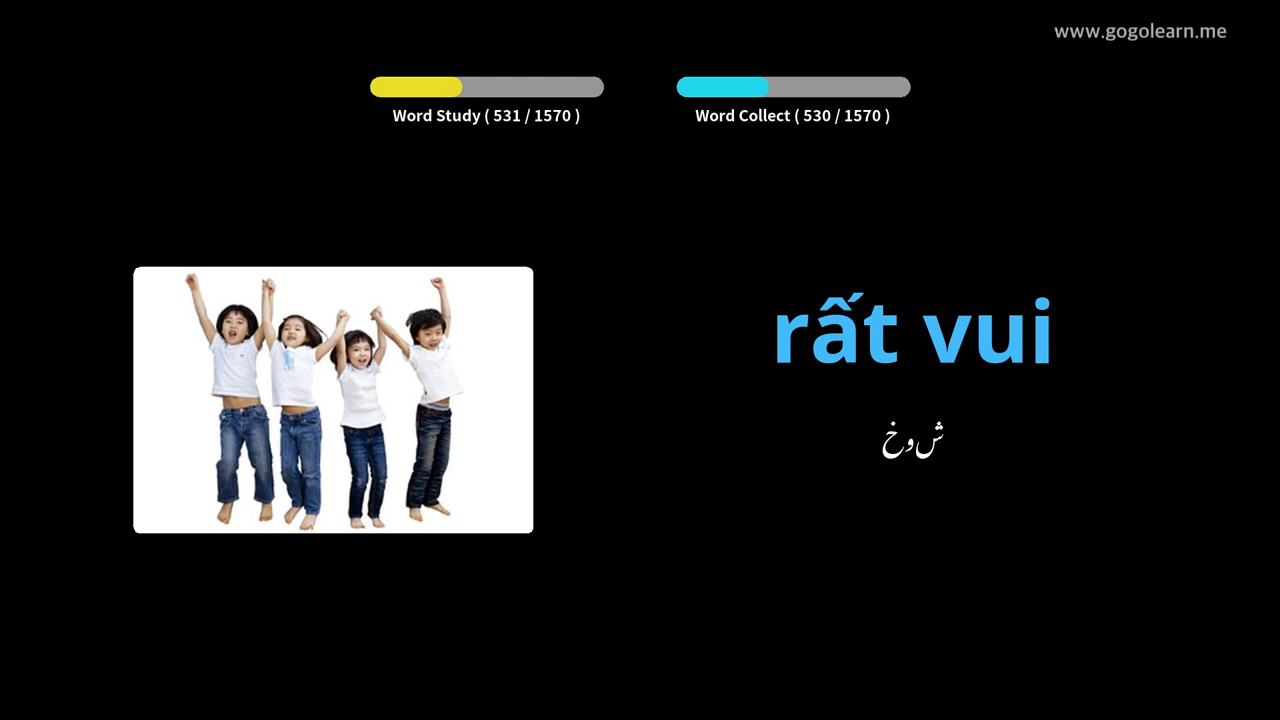 www.gogolearn.me
Word Study ( 531 / 1570 )
Word Collect ( 530 / 1570 )
rất vui
شوخ